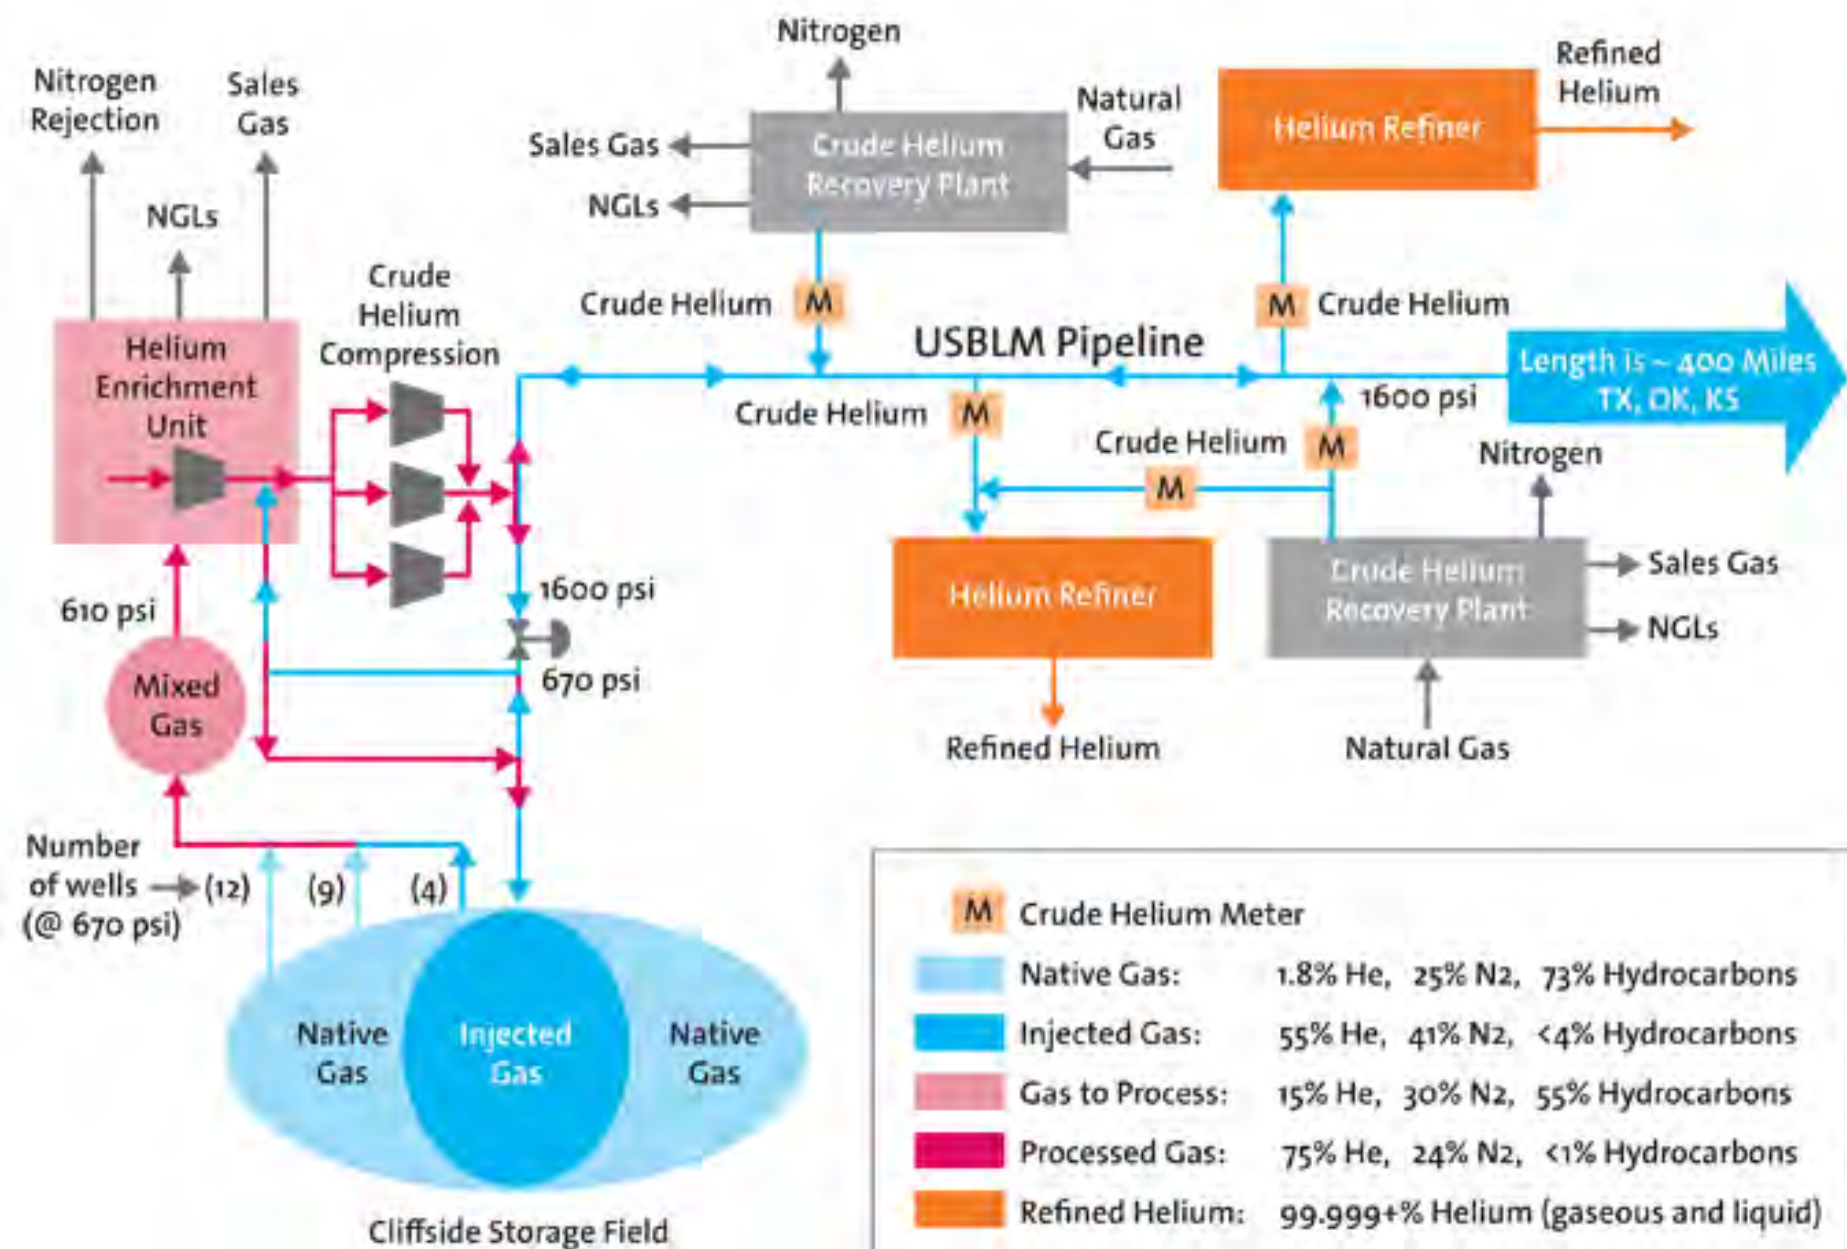 Nitrogen
Rejection
Sales
Gas
NGLs
Helium
Enrichment
Unit
Crude
Helium
Compression
Nitrogen
Sales Gas
NGLs
Crude Helium
Recovery Plant
Natural
Gas
Helium Refiner
Refined
Helium
Crude Helium
M
M
Crude Helium
USBLM Pipeline
Length is ~ 400 Miles
TX, OK, KS
1600 psi
Crude Helium
M
Crude Helium
M
M
Nitrogen
610 psi
1600 psi
670 psi
Mixed
Gas
Helium Refiner
Crude Helium
Recovery Plant
Sales Gas
NGLs
Refined Helium
Natural Gas
Number
of wells
(@ 670 psi)
(12)
(9)
(4)
Native
Gas
Injected
Gas
Native
Gas
Cliffside Storage Field
M Crude Helium Meter
Native Gas: 1.8% He, 25% N2, 73% Hydrocarbons
Injected Gas: 55% He, 41% N2, <4% Hydrocarbons
Gas to Process: 15% He, 30% N2, 55% Hydrocarbons
Processed Gas: 75% He, 24% N2, <1% Hydrocarbons
Refined Helium: 99.999+% Helium (gaseous and liquid)